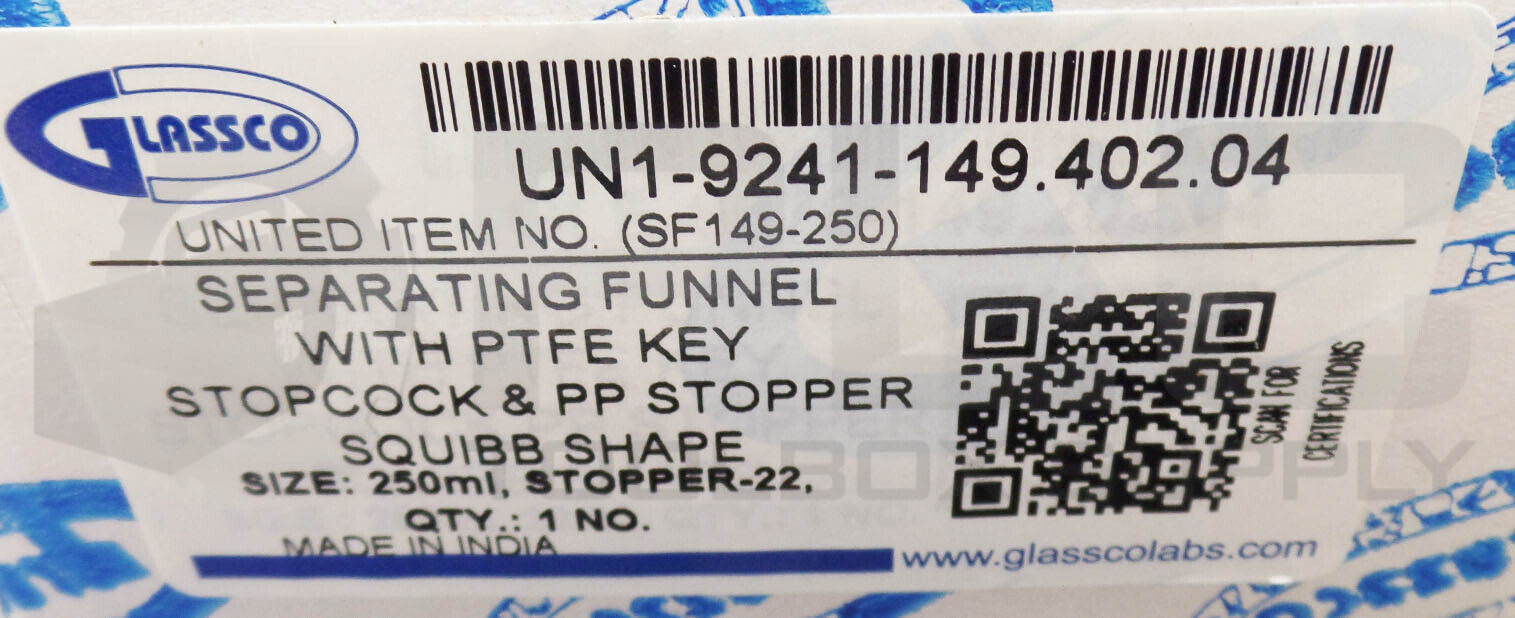 GLASSCO
UN1-9241-149.402.04
UNITED ITEM NO. (SF149-250)
SEPARATING FUNNEL
WITH PTFE KEY
STOPCOCK & PP STOPPER
SQUIBB SHAPE
SIZE: 250ml, STOPPER-22,
QTY.: 1 NO.
MADE IN INDIA
SCAN FOR
CERTIFICATIONS
www.glasscolabs.com